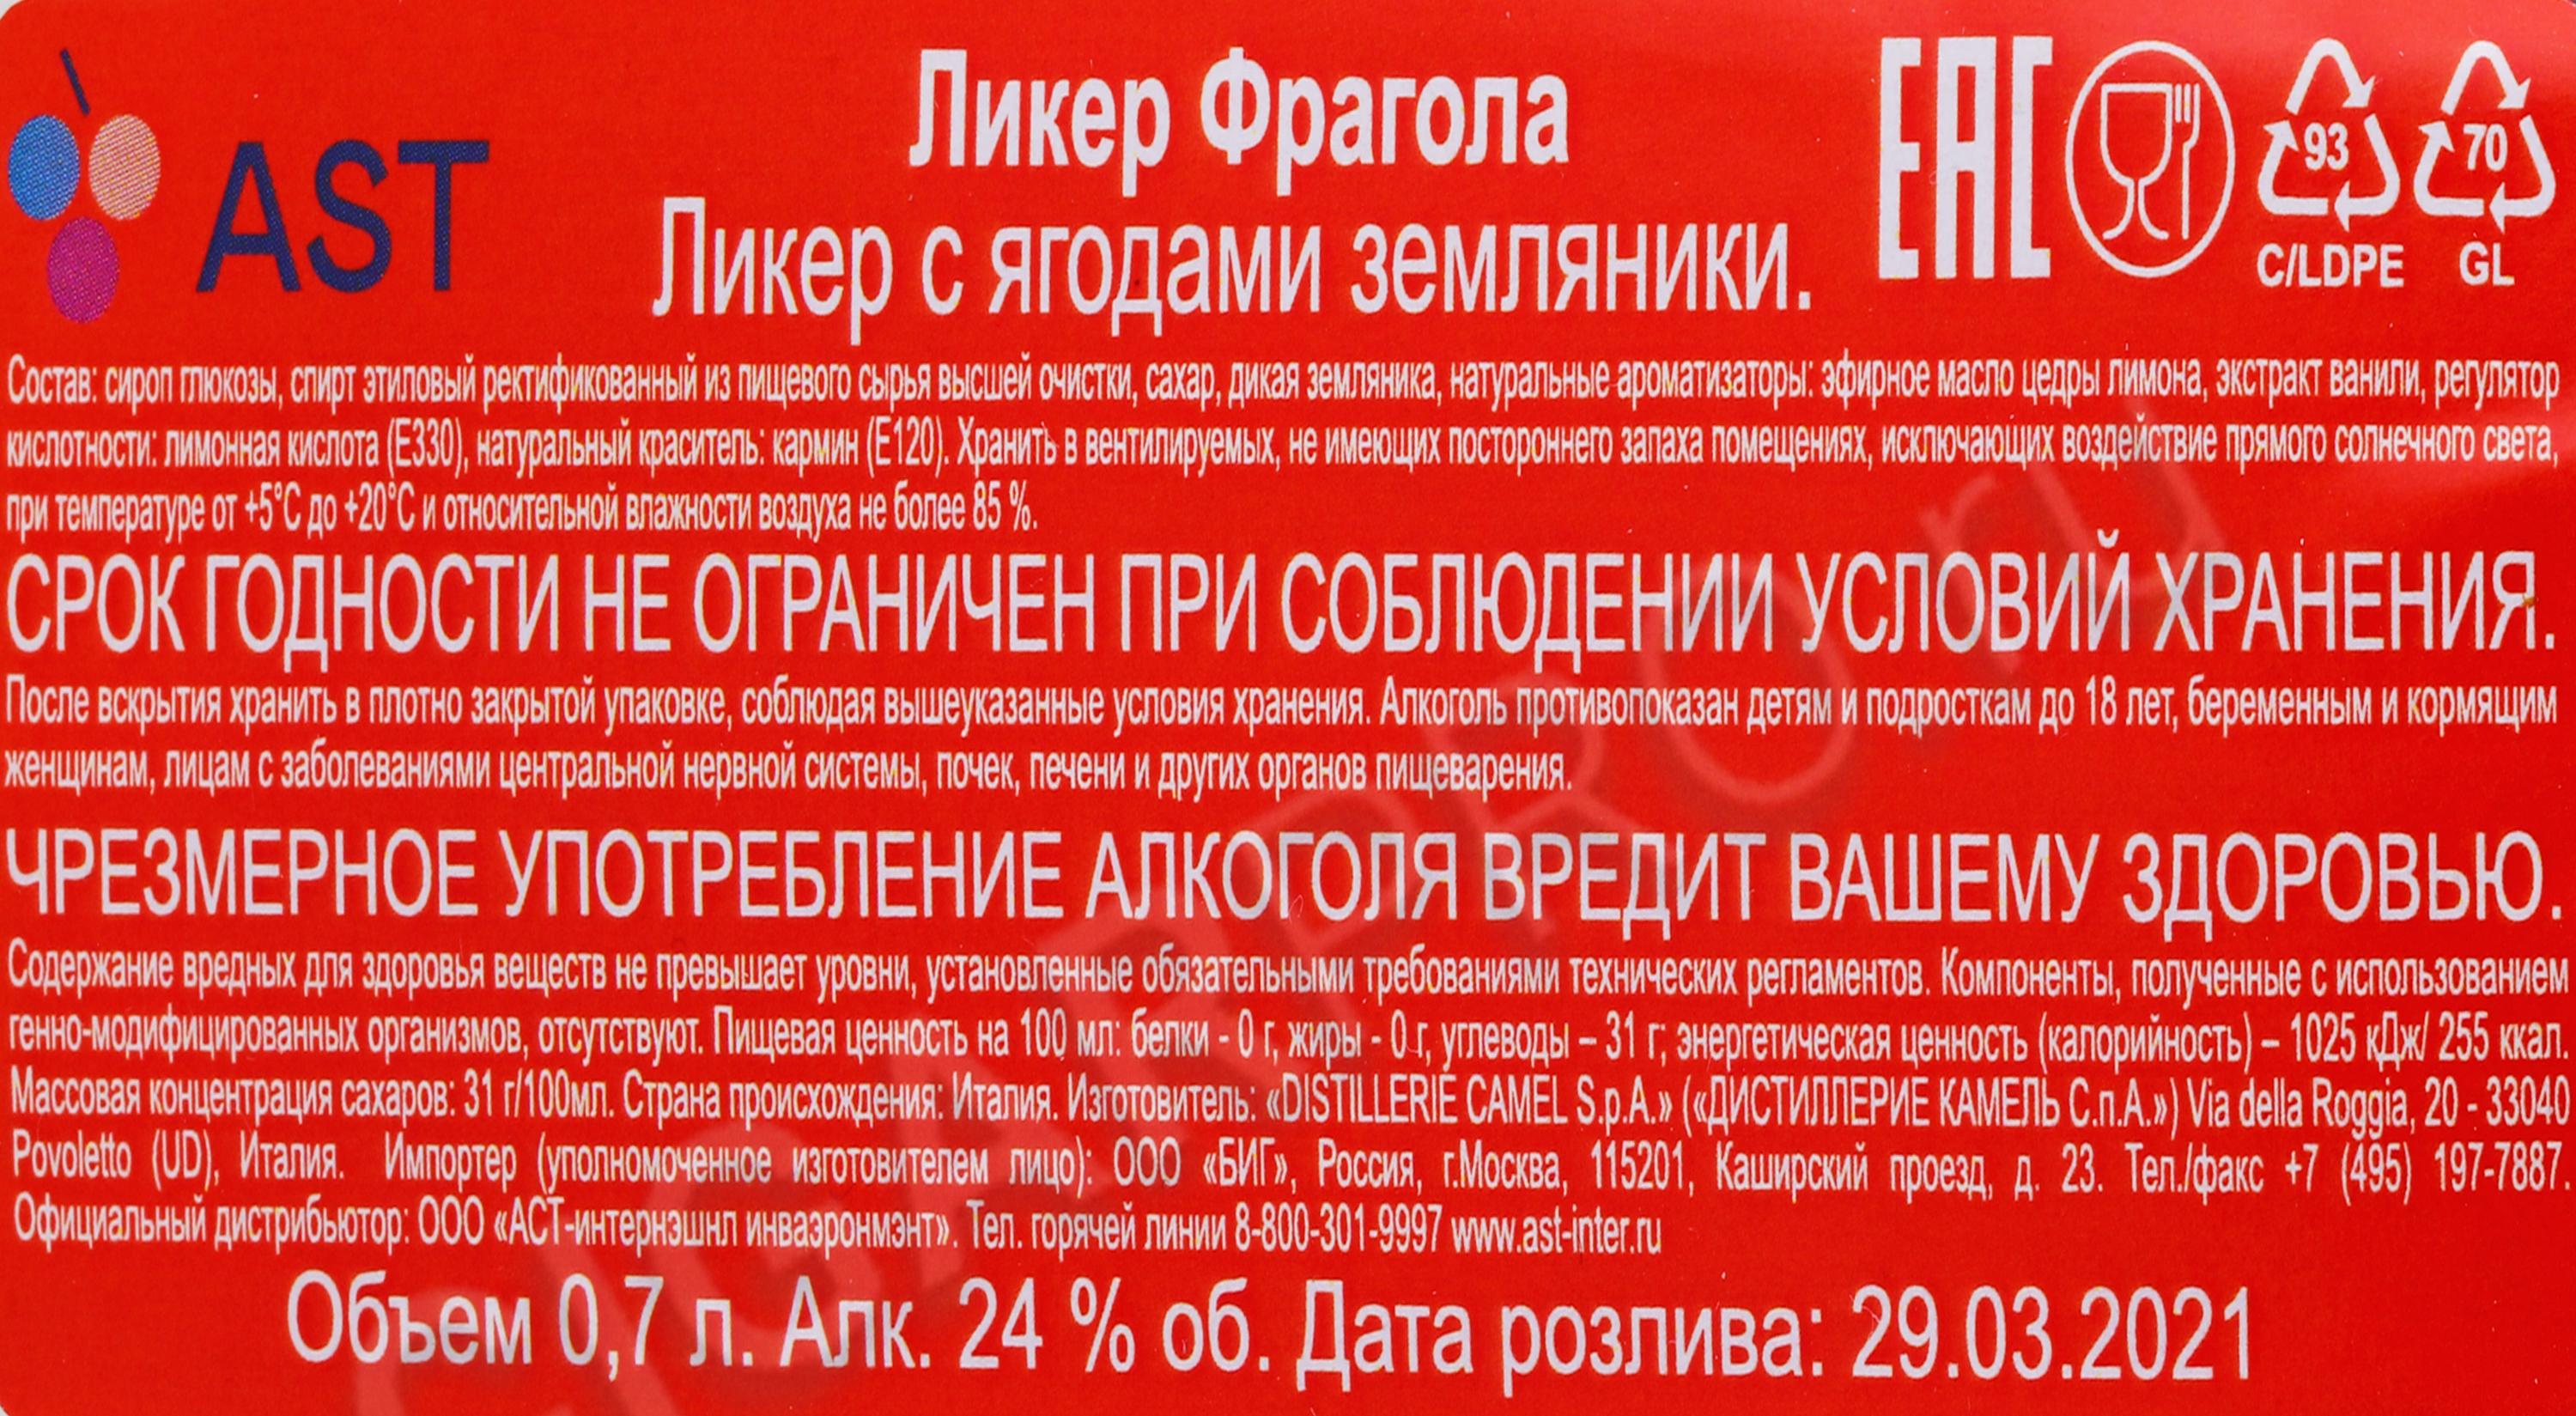 AST
Ликер Фрагола
Ликер с ягодами земляники.
EAC
93
C/LDPE
70
GL
Состав: сироп глюкозы, спирт этиловый ректификованный из пищевого сырья высшей очистки, сахар, дикая земляника, натуральные ароматизаторы: эфирное масло цедры лимона, экстракт ванили, регулятор
кислотности: лимонная кислота (Е330), натуральный краситель: кармин (Е120). Хранить в вентилируемых, не имеющих постороннего запаха помещениях, исключающих воздействие прямого солнечного света,
при температуре от +5°С до +20°С и относительной влажности воздуха не более 85 %.
СРОК ГОДНОСТИ НЕ ОГРАНИЧЕН ПРИ СОБЛЮДЕНИИ УСЛОВИЙ ХРАНЕНИЯ.
После вскрытия хранить в плотно закрытой упаковке, соблюдая вышеуказанные условия хранения. Алкоголь противопоказан детям и подросткам до 18 лет, беременным и кормящим
женщинам, лицам с заболеваниями центральной нервной системы, почек, печени и других органов пищеварения.
ЧРЕЗМЕРНОЕ УПОТРЕБЛЕНИЕ АЛКОГОЛЯ ВРЕДИТ ВАШЕМУ ЗДОРОВЬЮ.
Содержание вредных для здоровья веществ не превышает уровни, установленные обязательными требованиями технических регламентов. Компоненты, полученные с использованием
генно-модифицированных организмов, отсутствуют. Пищевая ценность на 100 мл: белки - 0 г, жиры - 0 г, углеводы – 31 г; энергетическая ценность (калорийность) – 1025 кДж/ 255 ккал.
Массовая концентрация сахаров: 31 г/100мл. Страна происхождения: Италия. Изготовитель: «DISTILLERIE CAMEL S.p.A.» («ДИСТИЛЛЕРИЕ КАМЕЛЬ С.п.А.») Via della Roggia, 20 - 33040
Povoletto (UD), Италия. Импортер (уполномоченное изготовителем лицо): ООО «БИГ», Россия, г.Москва, 115201, Каширский проезд, д. 23. Тел./факс +7 (495) 197-7887.
Официальный дистрибьютор: ООО «АСТ-интернэшнл инваэронмэнт». Тел. горячей линии 8-800-301-9997 www.ast-inter.ru
Объем 0,7 л. Алк. 24 % об. Дата розлива: 29.03.2021
CIGARPRO.ru